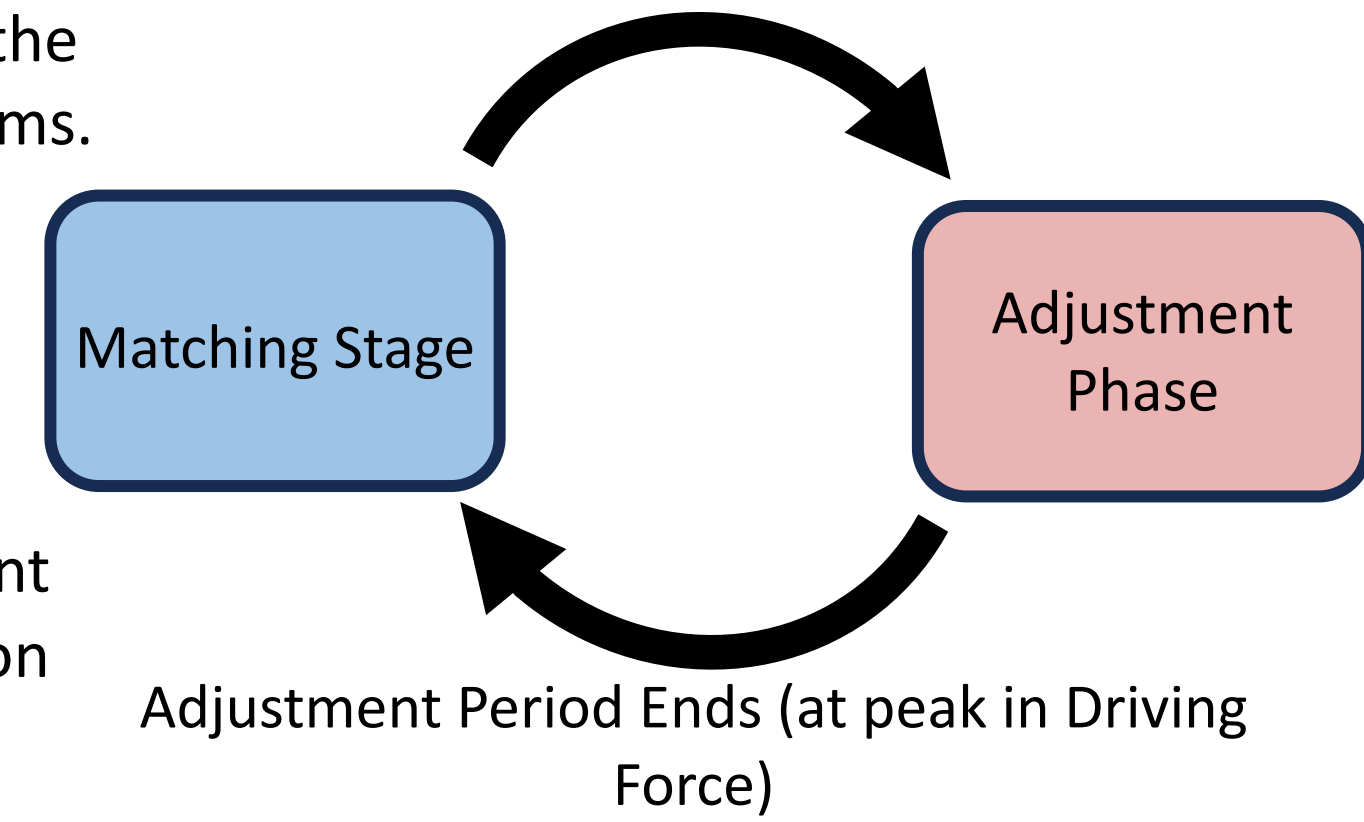 the
ms.
Matching Stage
Adjustment
Phase
nt
on
Adjustment Period Ends (at peak in Driving
Force)